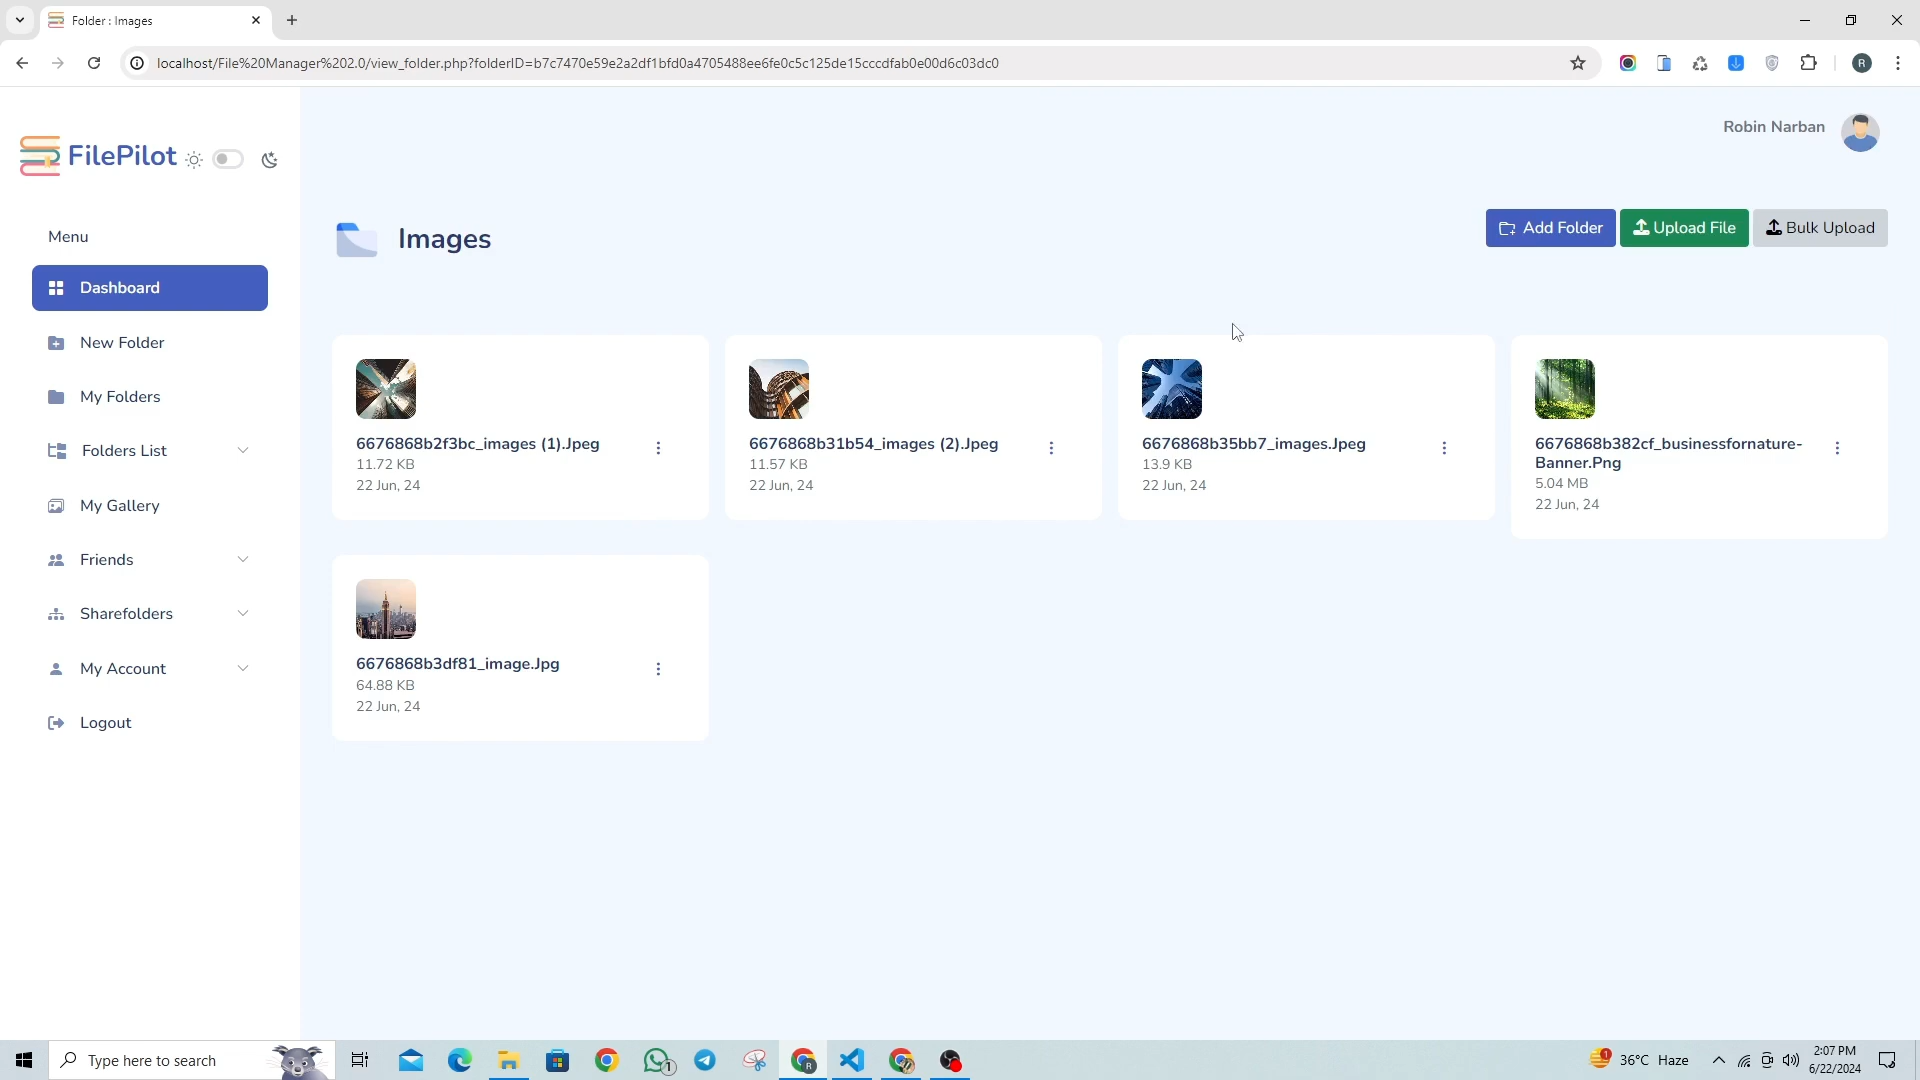 Folder : Images
localhost/File%20Manager%202.0/view_folder.php?folderID=b7c7470e59e2a2df1bfd0a4705488ee6fe0c5c125de15cccdfab0e00d6c03dc0
R
Robin Narban
FilePilot
Menu
Dashboard
New Folder
My Folders
Folders List
My Gallery
Friends
Sharefolders
My Account
Logout
Images
Add Folder
Upload File
Bulk Upload
6676868b2f3bc_images (1).Jpeg
11.72 KB
22 Jun, 24
6676868b31b54_images (2).Jpeg
11.57 KB
22 Jun, 24
6676868b35bb7_images.Jpeg
13.9 KB
22 Jun, 24
6676868b382cf_businessfornature-
Banner.Png
5.04 MB
22 Jun, 24
6676868b3df81_image.Jpg
64.88 KB
22 Jun, 24
Type here to search
1
R
1
36°C Haze
2:07 PM
6/22/2024